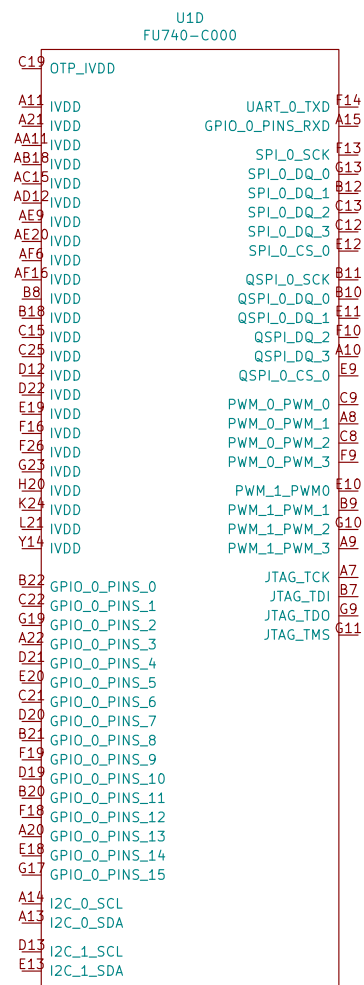 U1D
FU740-C000
C19 OTP_IVDD
A11 IVDD UART_0_TXD F14
A21 IVDD GPIO_0_PINS_RXD A15
AA11 IVDD SPI_0_SCK F13
AB18 IVDD SPI_0_DQ_0 G13
AC15 IVDD SPI_0_DQ_1 B12
AD12 IVDD SPI_0_DQ_2 C13
AE9 IVDD SPI_0_DQ_3 C12
AE20 IVDD SPI_0_CS_0 E12
AF6 IVDD
AF16 IVDD QSPI_0_SCK B11
B8 IVDD QSPI_0_DQ_0 B10
B18 IVDD QSPI_0_DQ_1 E11
C15 IVDD QSPI_DQ_2 F10
C25 IVDD QSPI_DQ_3 A10
D12 IVDD QSPI_0_CS_0 E9
D22 IVDD PWM_0_PWM_0 C9
E19 IVDD PWM_0_PWM_1 A8
F16 IVDD PWM_0_PWM_2 C8
F26 IVDD PWM_0_PWM_3 F9
G23 IVDD
H20 IVDD PWM_1_PWM0 E10
K24 IVDD PWM_1_PWM_1 B9
L21 IVDD PWM_1_PWM_2 G10
Y14 IVDD PWM_1_PWM_3 A9
JTAG_TCK A7
B22 GPIO_0_PINS_0 JTAG_TDI B7
C22 GPIO_0_PINS_1 JTAG_TDO G9
G19 GPIO_0_PINS_2 JTAG_TMS G11
A22 GPIO_0_PINS_3
D21 GPIO_0_PINS_4
E20 GPIO_0_PINS_5
C21 GPIO_0_PINS_6
D20 GPIO_0_PINS_7
B21 GPIO_0_PINS_8
F19 GPIO_0_PINS_9
D19 GPIO_0_PINS_10
B20 GPIO_0_PINS_11
F18 GPIO_0_PINS_12
A20 GPIO_0_PINS_13
E18 GPIO_0_PINS_14
G17 GPIO_0_PINS_15
A14 I2C_0_SCL
A13 I2C_0_SDA
D13 I2C_1_SCL
E13 I2C_1_SDA